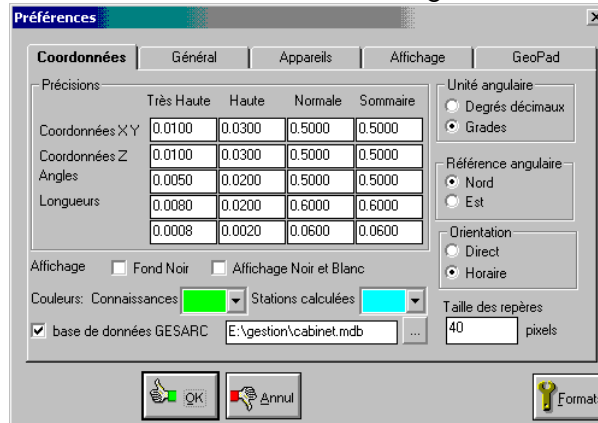 Préférences
Coordonnées Général Appareils Affichage GeoPad
Précisions
Très Haute Haute Normale Sommaire
Coordonnées X Y 0.0100 0.0300 0.5000 0.5000
Coordonnées Z 0.0100 0.0300 0.5000 0.5000
Angles 0.0050 0.0200 0.5000 0.5000
Longueurs 0.0080 0.0200 0.6000 0.6000
0.0008 0.0020 0.0600 0.0600
Unité angulaire
Degrés décimaux
Grades
Référence angulaire
Nord
Est
Orientation
Direct
Horaire
Affichage Fond Noir Affichage Noir et Blanc
Couleurs: Connaissances Stations calculées
Taille des repères
40 pixels
base de données GESARC E:\gestion\cabinet.mdb ...
OK Annul Format